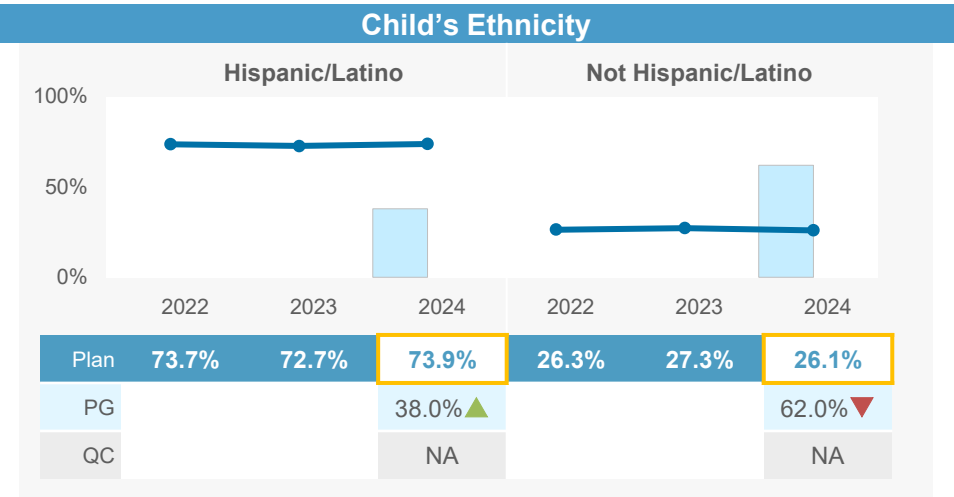 Child's Ethnicity
Hispanic/Latino Not Hispanic/Latino
100%
50%
0%
2022 2023 2024 2022 2023 2024
Plan 73.7% 72.7% 73.9% 26.3% 27.3% 26.1%
PG 38.0% 62.0%
QC NA NA